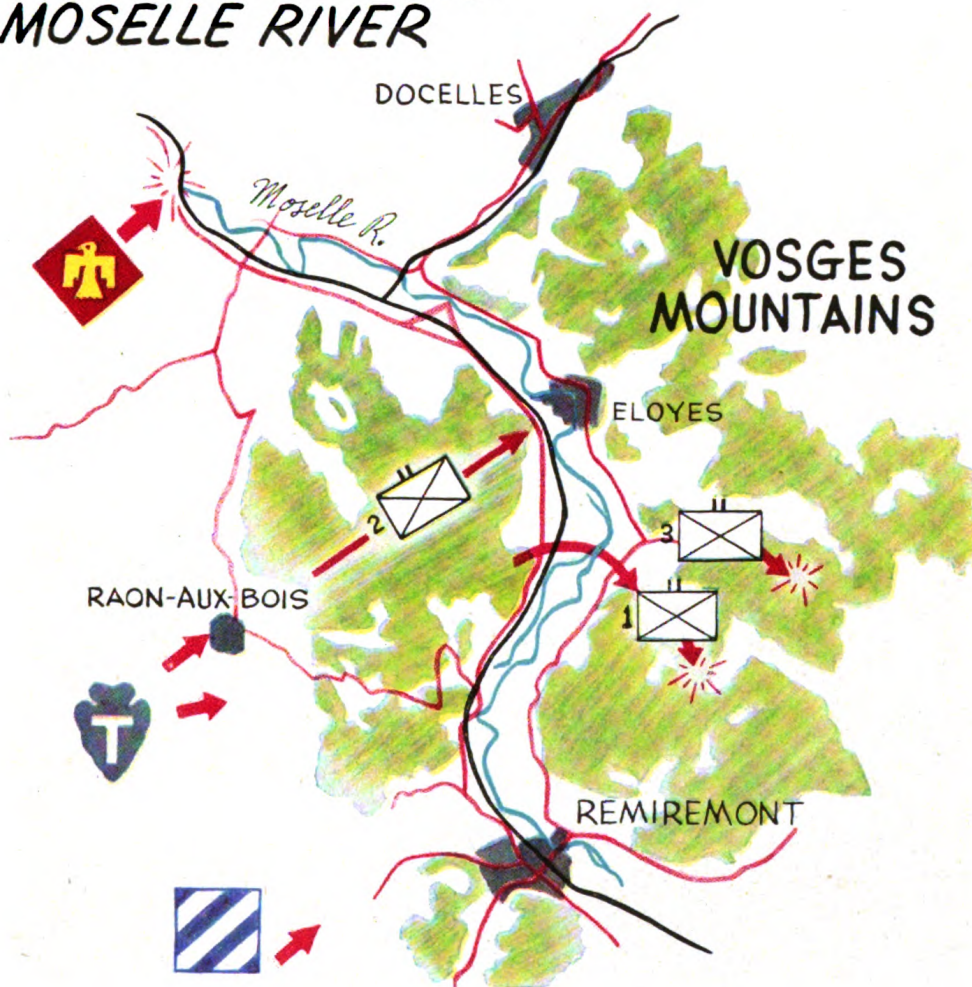 MOSELLE RIVER
DOCELLES
Moselle R.
VOSGES
MOUNTAINS
ELOYES
2
3
RAON-AUX-BOIS
1
T
REMIREMONT